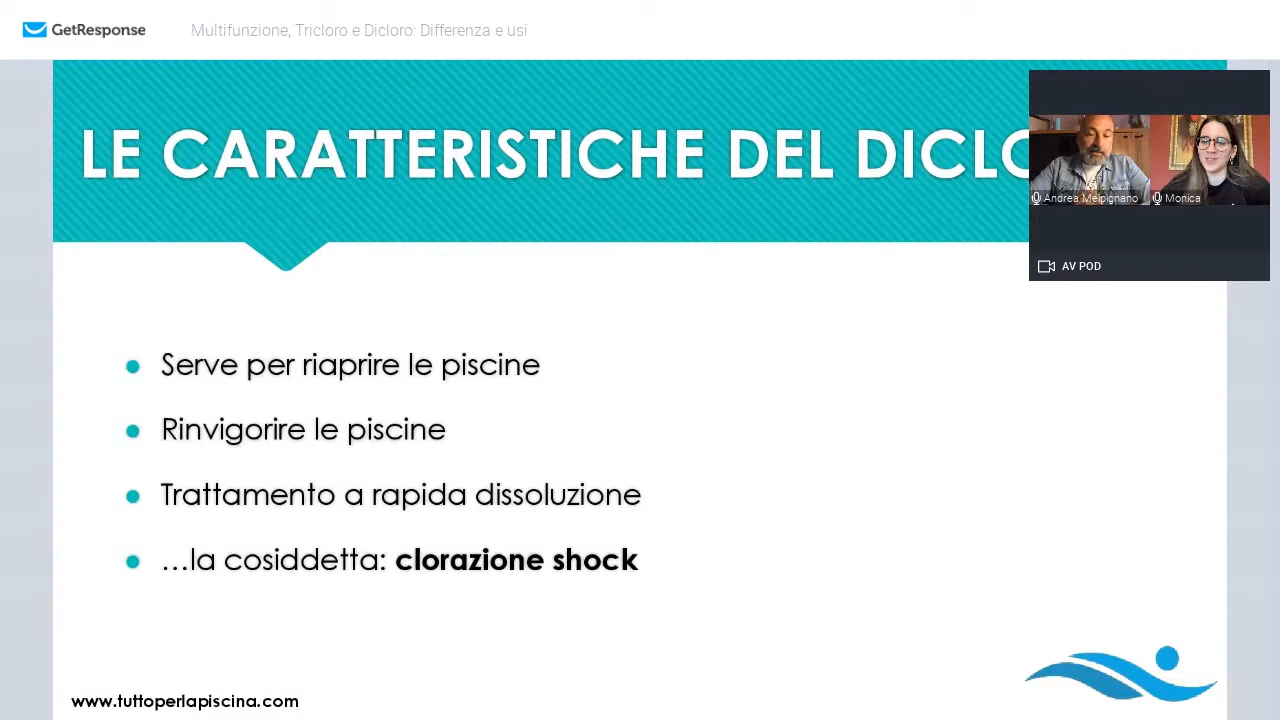 GetResponse
Multifunzione, Tricloro e Dicloro: Differenza e usi
LE CARATTERISTICHE DEL DICLO
Andrea Melpignano
Monica
AV POD
Serve per riaprire le piscine
Rinvigorire le piscine
Trattamento a rapida dissoluzione
…la cosiddetta: clorazione shock
www.tuttoperlapiscina.com